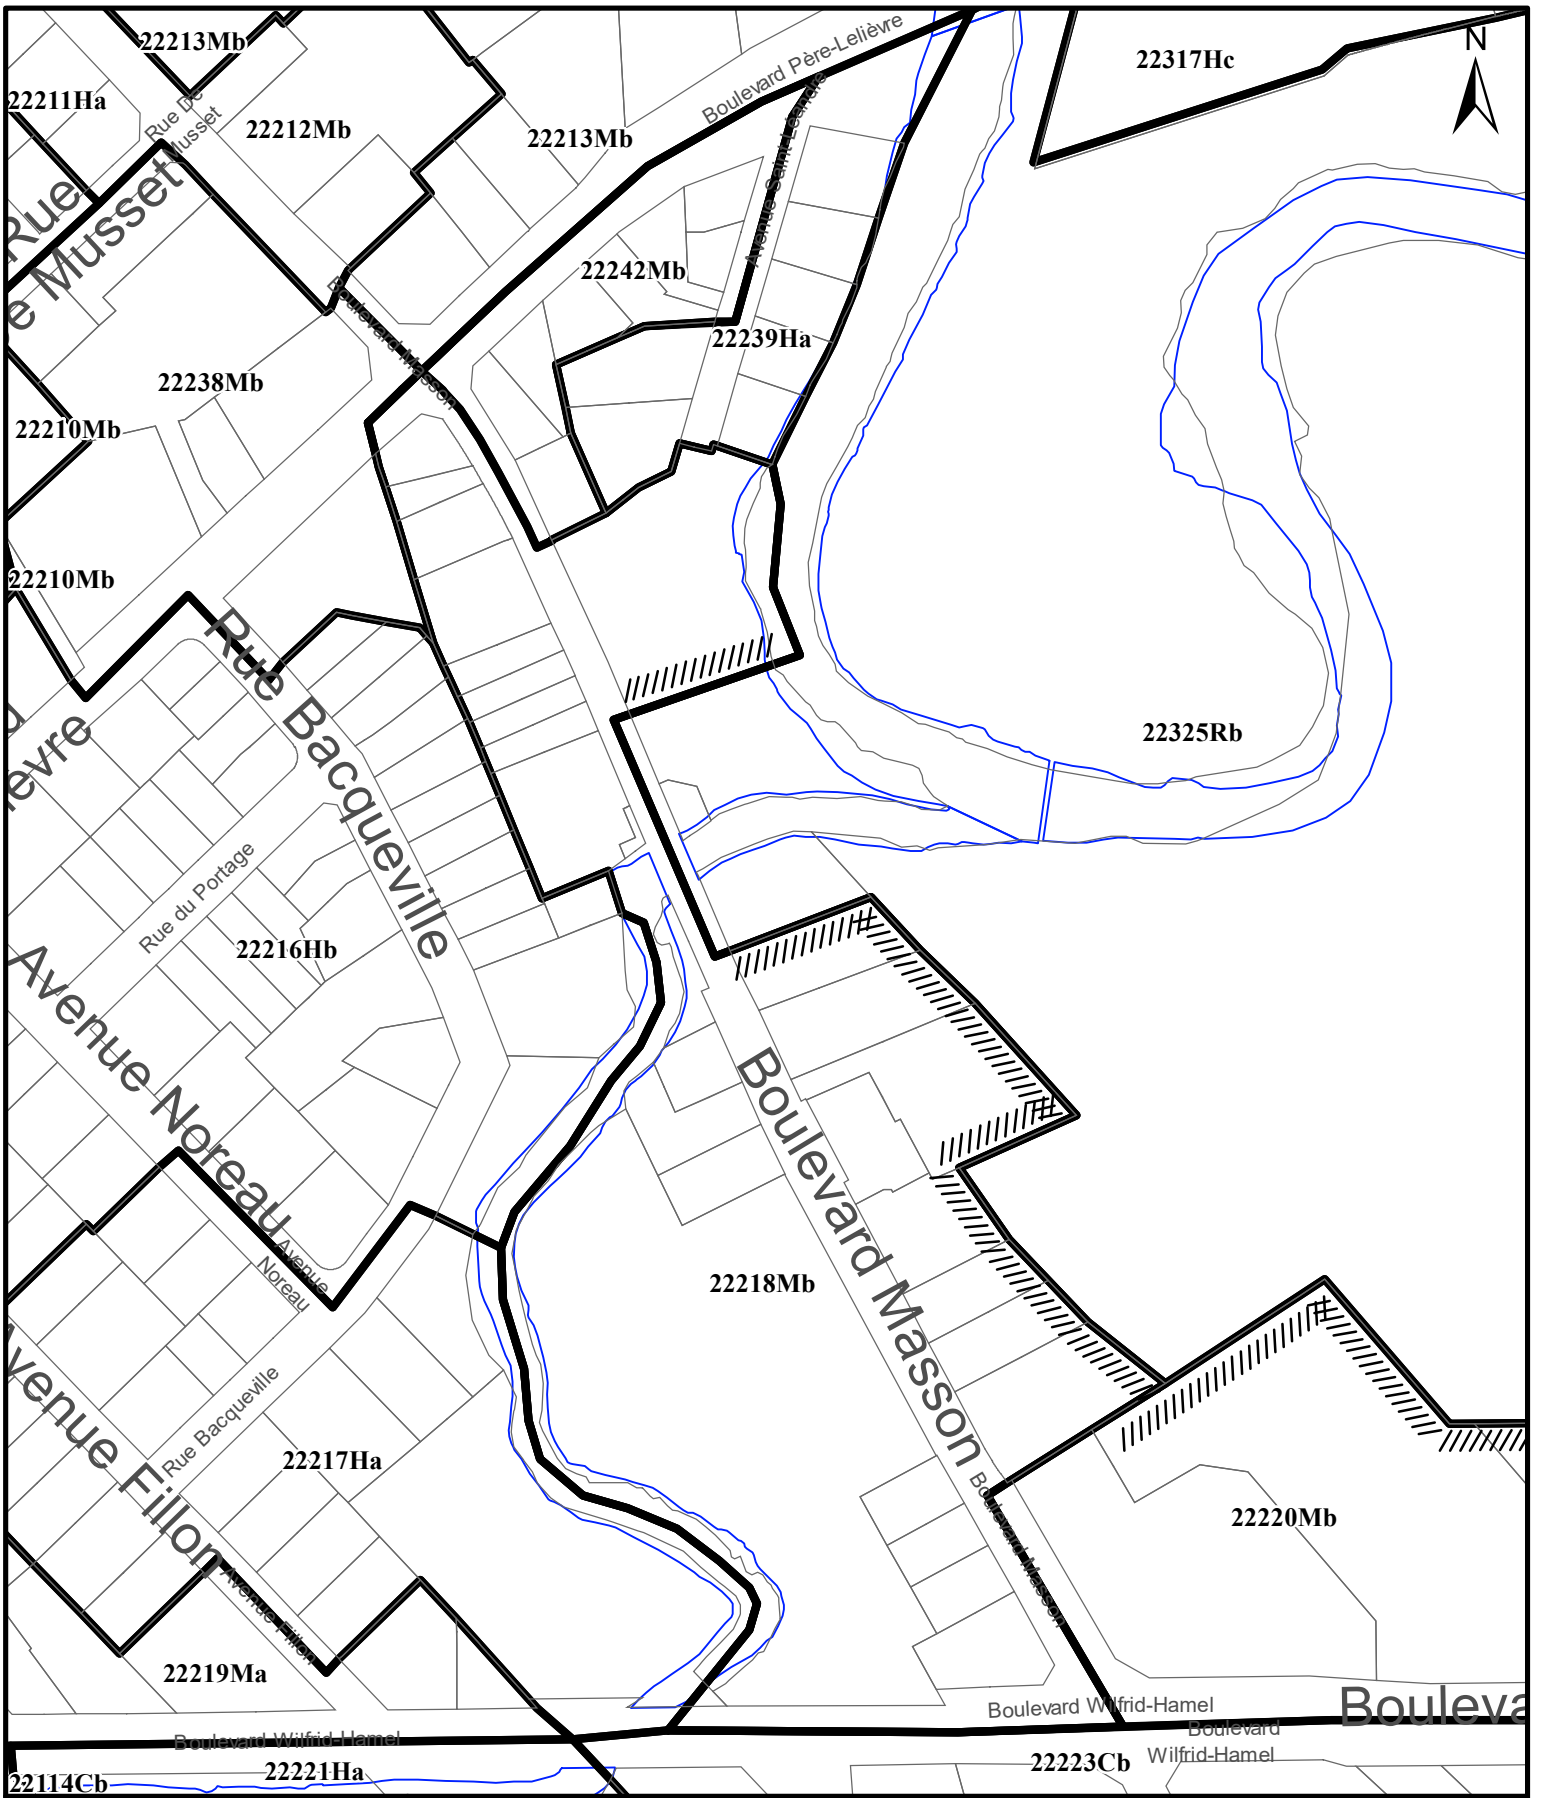 22213Mb
N
Boulevard Père-Lelièvre
22317Hc
22211Ha
Rue De
Musset
22212Mb
22213Mb
Avenue Saint-Léandre
Rue
e Musset
22242Mb
Boulevard Masson
22239Ha
22238Mb
22210Mb
22210Mb
Rue Bacqueville
evre
22325Rb
Rue du Portage
22216Hb
Avenue Noreau
Avenue
Noreau
Boulevard Masson
22218Mb
venue Fillon
Rue Bacqueville
22217Ha
Boulevard Masson
22220Mb
Avenue Fillon
22219Ma
Boulevard Wilfrid-Hamel
Bouleva
Boulevard Wilfrid-Hamel
Boulevard
Wilfrid-Hamel
22223Cb
22221Ha
22114Cb